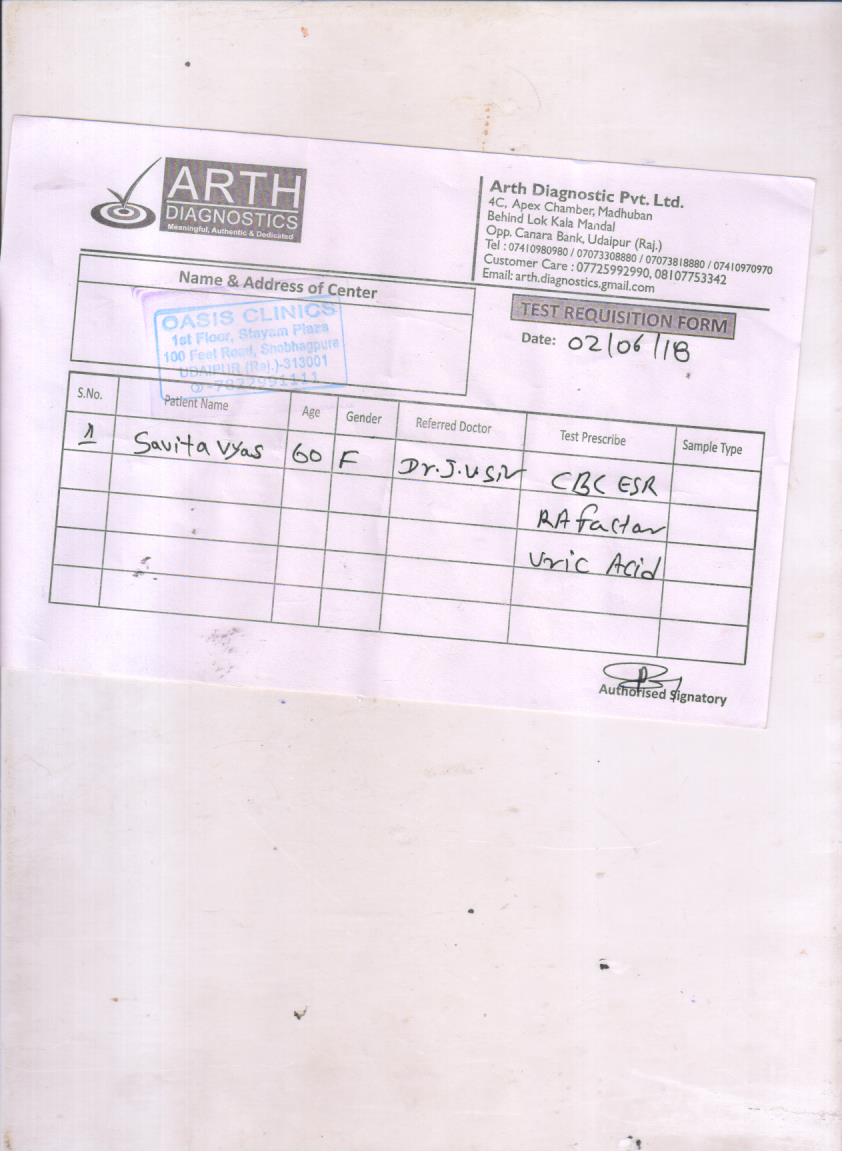 ARTH
DIAGNOSTICS
Meaningful, Authentic & Dedicated
Arth Diagnostic Pvt. Ltd.
4C, Apex Chamber, Madhuban
Behind Lok Kala Mandal
Opp. Canara Bank, Udaipur (Raj.)
Tel : 07410980980 / 07073308880 / 07073818880 / 07410970970
Customer Care : 07725992990, 08107753342
Email: arth.diagnostics.gmail.com
Name & Address of Center
OASIS CLINICS
1st Floor, Stayam Plaza
100 Feet Road, Shobhagpure
UDAIPUR (Raj.)-313001
TEST REQUISITION FORM
Date: 02/06/18
S.No. Patient Name Age Gender Referred Doctor Test Prescribe Sample Type
1 Savita Vyas 60 F Dr. J. CBC ESR
RA factor
Uric Acid
Authorised Signatory